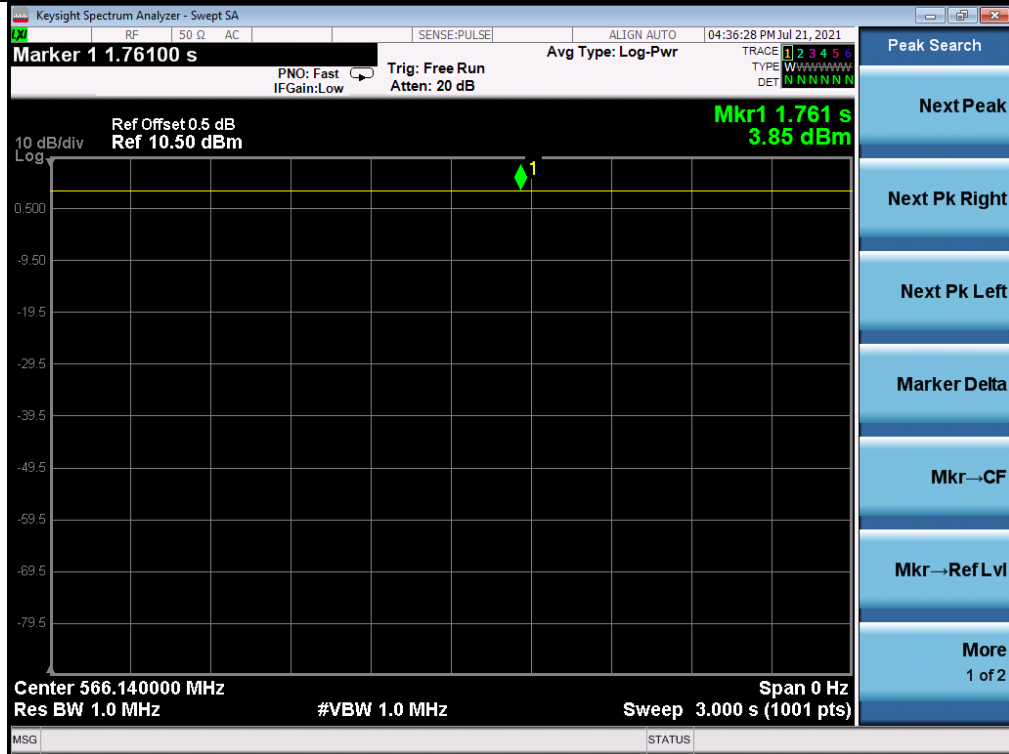 Keysight Spectrum Analyzer - Swept SA
LXI RF 50 Ω AC SENSE:PULSE ALIGN AUTO 04:36:28 PM Jul 21, 2021
Marker 1 1.76100 s
PNO: Fast
IFGain:Low
Trig: Free Run
Atten: 20 dB
Avg Type: Log-Pwr
TRACE 1 2 3 4 5 6
TYPE WWWWWW
DET N N N N N N
Peak Search
Ref Offset 0.5 dB
10 dB/div Ref 10.50 dBm
Log
Mkr1 1.761 s
3.85 dBm
1
0.500
-9.50
-19.5
-29.5
-39.5
-49.5
-59.5
-69.5
-79.5
Center 566.140000 MHz Span 0 Hz
Res BW 1.0 MHz #VBW 1.0 MHz Sweep 3.000 s (1001 pts)
MSG STATUS
Next Peak
Next Pk Right
Next Pk Left
Marker Delta
Mkr→CF
Mkr→Ref Lvl
More
1 of 2